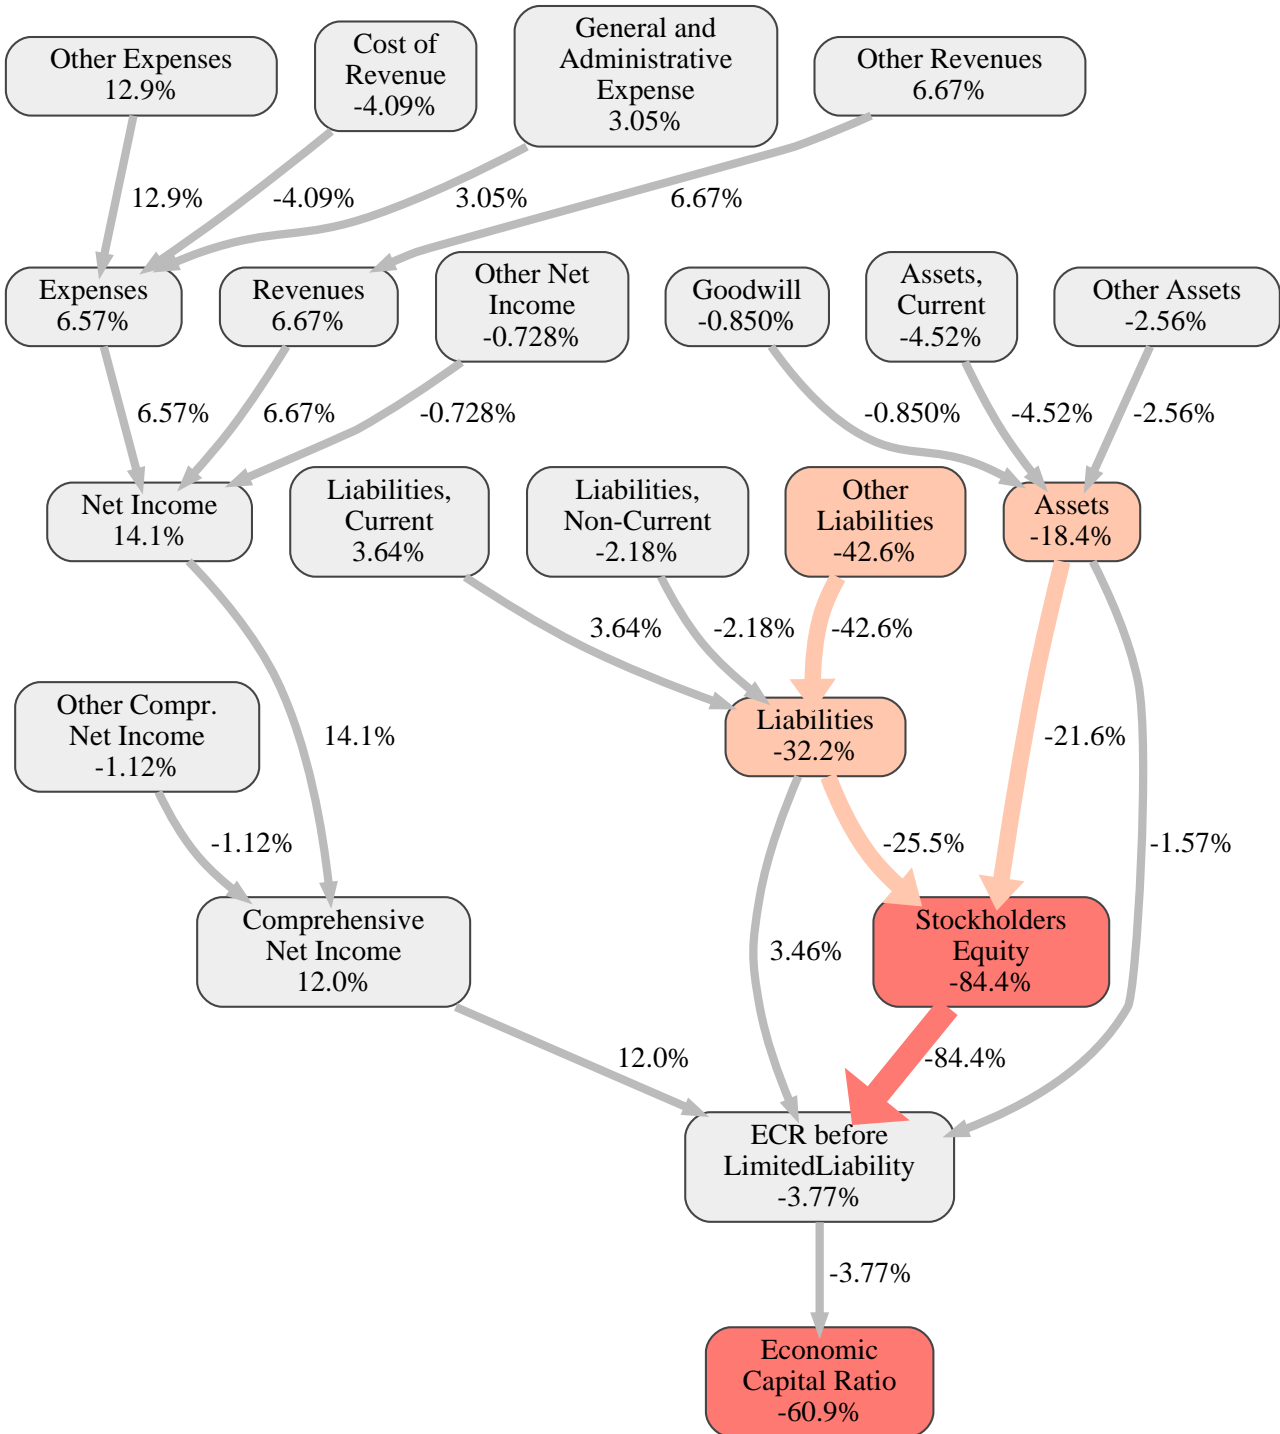 Other Expenses
12.9%
Cost of
Revenue
-4.09%
General and
Administrative
Expense
3.05%
Other Revenues
6.67%
12.9%
-4.09%
3.05%
6.67%
Expenses
6.57%
Revenues
6.67%
Other Net
Income
-0.728%
Goodwill
-0.850%
Assets,
Current
-4.52%
Other Assets
-2.56%
6.57%
6.67%
-0.728%
-0.850%
-4.52%
-2.56%
Net Income
14.1%
Liabilities,
Current
3.64%
Liabilities,
Non-Current
-2.18%
Other
Liabilities
-42.6%
Assets
-18.4%
3.64%
-2.18%
-42.6%
Other Compr.
Net Income
-1.12%
14.1%
Liabilities
-32.2%
-21.6%
-1.12%
-25.5%
-1.57%
Comprehensive
Net Income
12.0%
3.46%
Stockholders
Equity
-84.4%
12.0%
-84.4%
ECR before
LimitedLiability
-3.77%
-3.77%
Economic
Capital Ratio
-60.9%